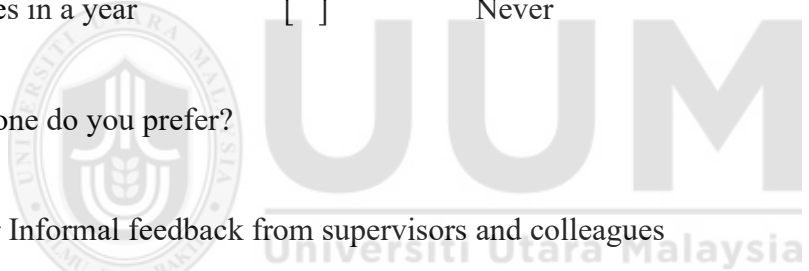 es in a year [ ] Never
one do you prefer?
Informal feedback from supervisors and colleagues
UUM
Universiti Utara Malaysia